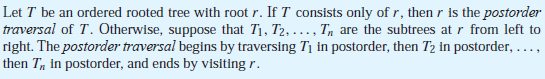 Let T be an ordered rooted tree with root r. If T consists only of r, then r is the postorder
traversal of T. Otherwise, suppose that T₁, T₂, . . . , Tₙ are the subtrees at r from left to
right. The postorder traversal begins by traversing T₁ in postorder, then T₂ in postorder, . . . ,
then Tₙ in postorder, and ends by visiting r.